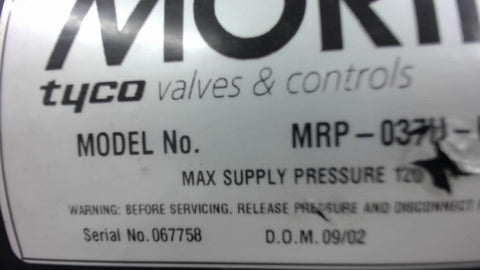 MORIN
tyco valves & controls
MODEL No. MRP-037U-
MAX SUPPLY PRESSURE 120
WARNING: BEFORE SERVICING, RELEASE PRESSURE AND DISCONNECT
Serial No. 067758 D.O.M. 09/02